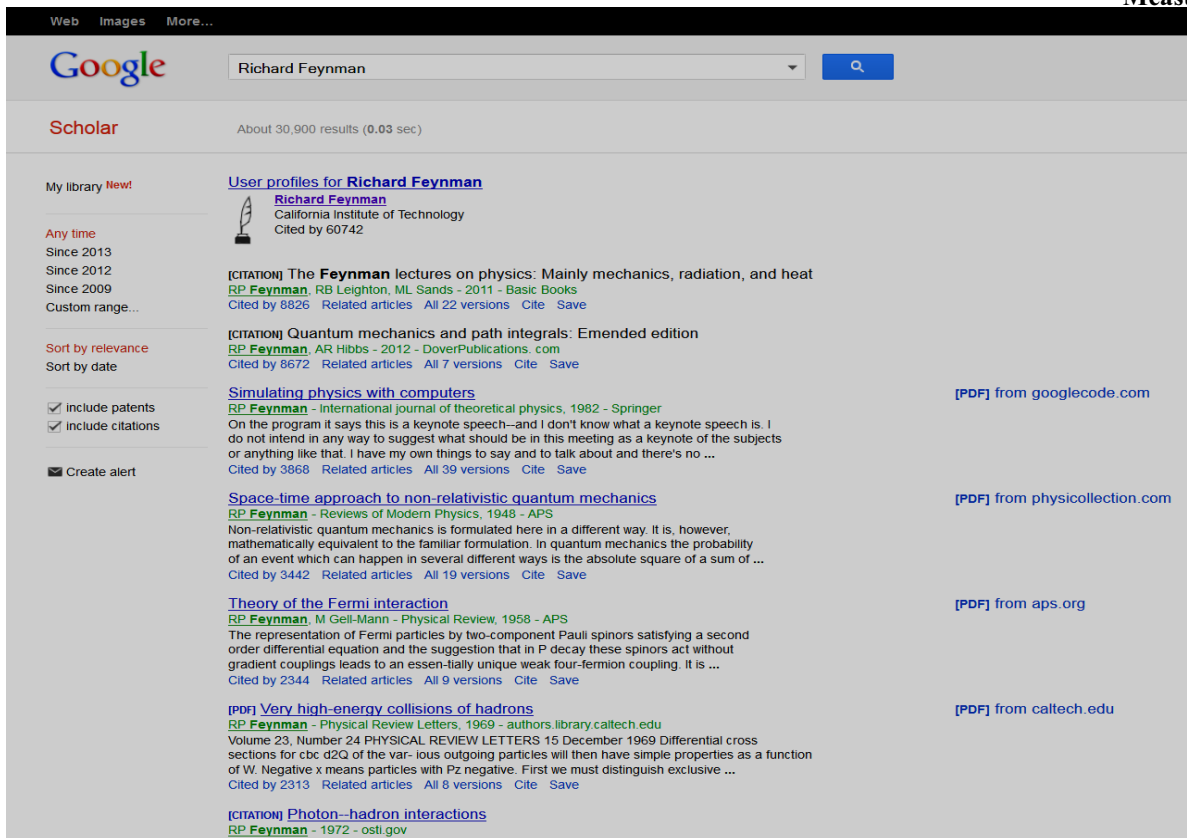 Web Images More...
Google
Richard Feynman
Scholar
About 30,900 results (0.03 sec)
My library New!
Any time
Since 2013
Since 2012
Since 2009
Custom range...
Sort by relevance
Sort by date
include patents
include citations
Create alert
User profiles for Richard Feynman
Richard Feynman
California Institute of Technology
Cited by 60742
[CITATION] The Feynman lectures on physics: Mainly mechanics, radiation, and heat
RP Feynman, RB Leighton, ML Sands - 2011 - Basic Books
Cited by 8826 Related articles All 22 versions Cite Save
[CITATION] Quantum mechanics and path integrals: Emended edition
RP Feynman, AR Hibbs - 2012 - DoverPublications. com
Cited by 8672 Related articles All 7 versions Cite Save
Simulating physics with computers
RP Feynman - International journal of theoretical physics, 1982 - Springer
On the program it says this is a keynote speech--and I don't know what a keynote speech is. I
do not intend in any way to suggest what should be in this meeting as a keynote of the subjects
or anything like that. I have my own things to say and to talk about and there's no ...
Cited by 3868 Related articles All 39 versions Cite Save
[PDF] from googlecode.com
Space-time approach to non-relativistic quantum mechanics
RP Feynman - Reviews of Modern Physics, 1948 - APS
Non-relativistic quantum mechanics is formulated here in a different way. It is, however,
mathematically equivalent to the familiar formulation. In quantum mechanics the probability
of an event which can happen in several different ways is the absolute square of a sum of ...
Cited by 3442 Related articles All 19 versions Cite Save
[PDF] from physicollection.com
Theory of the Fermi interaction
RP Feynman, M Gell-Mann - Physical Review, 1958 - APS
The representation of Fermi particles by two-component Pauli spinors satisfying a second
order differential equation and the suggestion that in P decay these spinors act without
gradient couplings leads to an essen-tially unique weak four-fermion coupling. It is ...
Cited by 2344 Related articles All 9 versions Cite Save
[PDF] from aps.org
[PDF] Very high-energy collisions of hadrons
RP Feynman - Physical Review Letters, 1969 - authors.library.caltech.edu
Volume 23, Number 24 PHYSICAL REVIEW LETTERS 15 December 1969 Differential cross
sections for cbc d2Q of the var- ious outgoing particles will then have simple properties as a function
of W. Negative x means particles with Pz negative. First we must distinguish exclusive ...
Cited by 2313 Related articles All 8 versions Cite Save
[PDF] from caltech.edu
[CITATION] Photon--hadron interactions
RP Feynman - 1972 - osti.gov